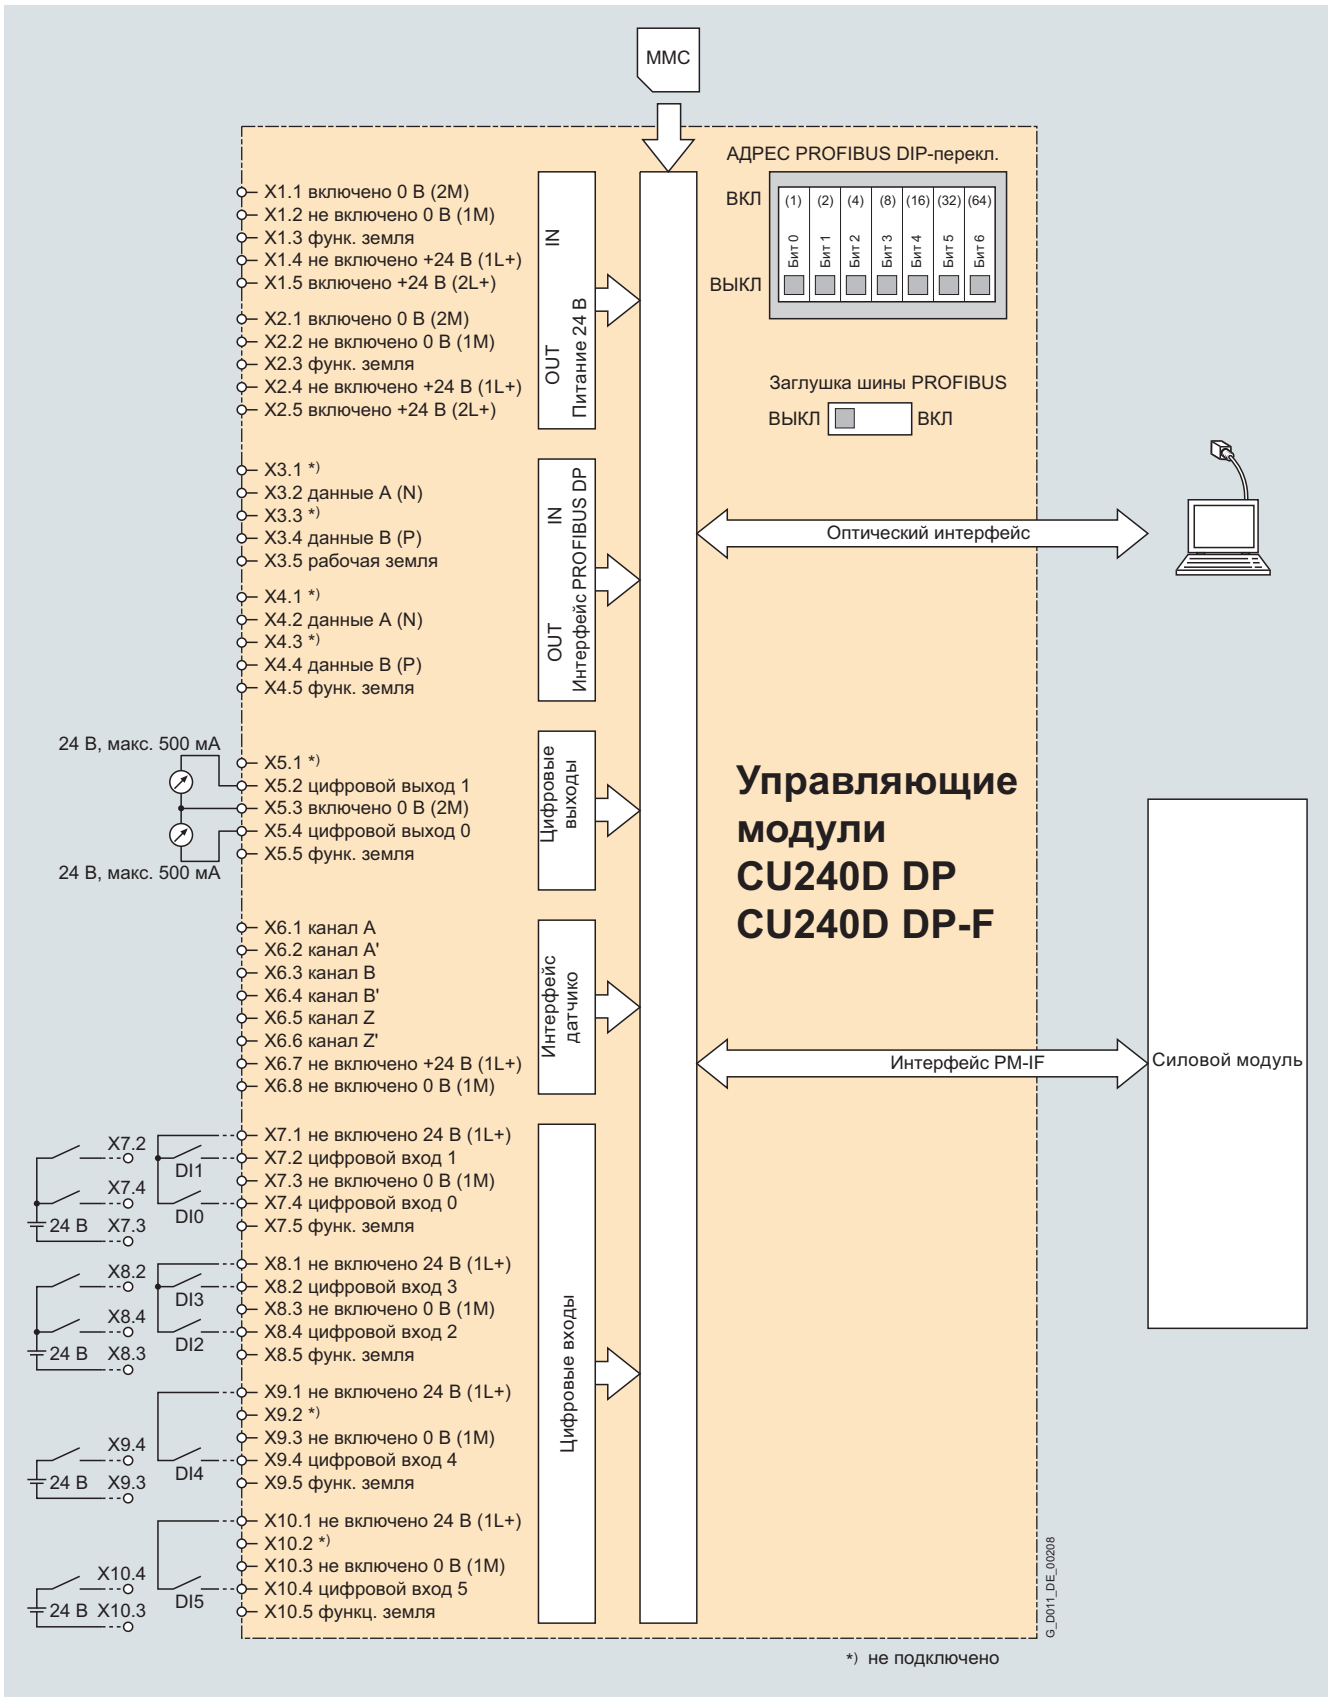 MMC
АДРЕС PROFIBUS DIP-перекл.
ВКЛ
(1) (2) (4) (8) (16) (32) (64)
Бит 0 Бит 1 Бит 2 Бит 3 Бит 4 Бит 5 Бит 6
ВЫКЛ
Заглушка шины PROFIBUS
ВЫКЛ ВКЛ
X1.1 включено 0 В (2M)
X1.2 не включено 0 В (1M)
X1.3 функ. земля
X1.4 не включено +24 В (1L+)
X1.5 включено +24 В (2L+)
X2.1 включено 0 В (2M)
X2.2 не включено 0 В (1M)
X2.3 функ. земля
X2.4 не включено +24 В (1L+)
X2.5 включено +24 В (2L+)
OUT IN
Питание 24 В
X3.1 *)
X3.2 данные A (N)
X3.3 *)
X3.4 данные B (P)
X3.5 рабочая земля
X4.1 *)
X4.2 данные A (N)
X4.3 *)
X4.4 данные B (P)
X4.5 функ. земля
OUT IN
Интерфейс PROFIBUS DP
Оптический интерфейс
24 В, макс. 500 мА
X5.1 *)
X5.2 цифровой выход 1
X5.3 включено 0 В (2M)
X5.4 цифровой выход 0
X5.5 функ. земля
24 В, макс. 500 мА
Цифровые
выходы
Управляющие
модули
CU240D DP
CU240D DP-F
X6.1 канал A
X6.2 канал A'
X6.3 канал B
X6.4 канал B'
X6.5 канал Z
X6.6 канал Z'
X6.7 не включено +24 В (1L+)
X6.8 не включено 0 В (1M)
Интерфейс
датчико
Интерфейс PM-IF
Силовой модуль
X7.1 не включено 24 В (1L+)
X7.2 цифровой вход 1
X7.3 не включено 0 В (1M)
X7.4 цифровой вход 0
X7.5 функ. земля
X7.2
DI1
X7.4
DI0
24 В X7.3
X8.1 не включено 24 В (1L+)
X8.2 цифровой вход 3
X8.3 не включено 0 В (1M)
X8.4 цифровой вход 2
X8.5 функ. земля
X8.2
DI3
X8.4
DI2
24 В X8.3
X9.1 не включено 24 В (1L+)
X9.2 *)
X9.3 не включено 0 В (1M)
X9.4 цифровой вход 4
X9.5 функ. земля
X9.4
DI4
24 В X9.3
X10.1 не включено 24 В (1L+)
X10.2 *)
X10.3 не включено 0 В (1M)
X10.4 цифровой вход 5
X10.5 функц. земля
X10.4
DI5
24 В X10.3
Цифровые входы
G_D011_DE_00208
*) не подключено